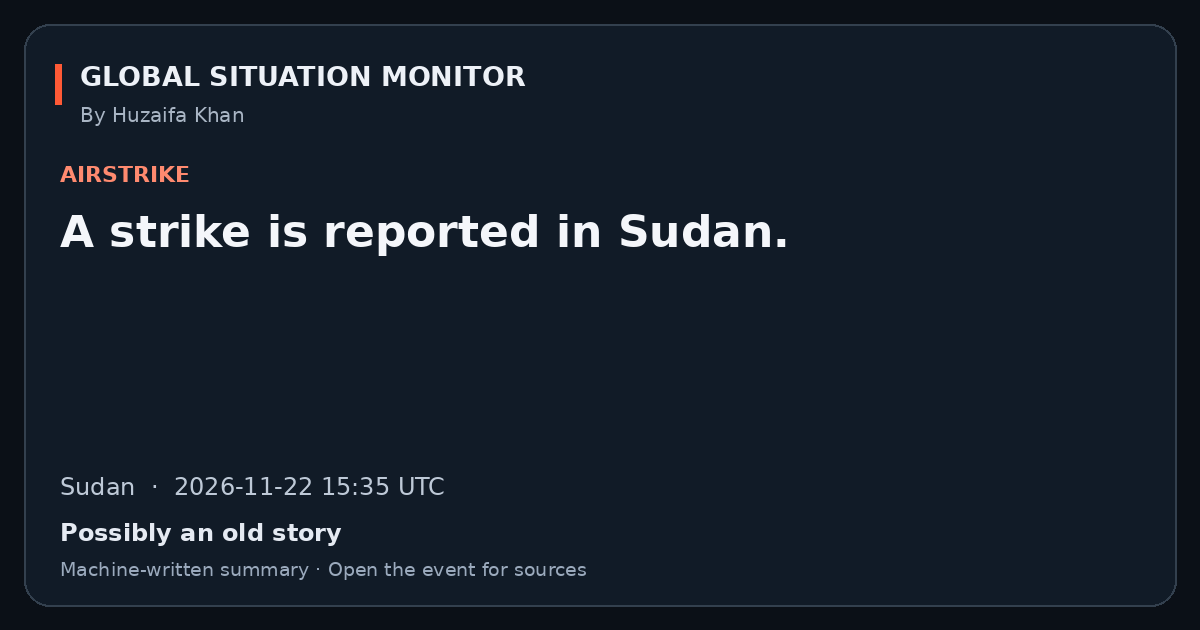 GLOBAL SITUATION MONITOR
By Huzaifa Khan
AIRSTRIKE
A strike is reported in Sudan.
Sudan · 2026-11-22 15:35 UTC
Possibly an old story
Machine-written summary · Open the event for sources